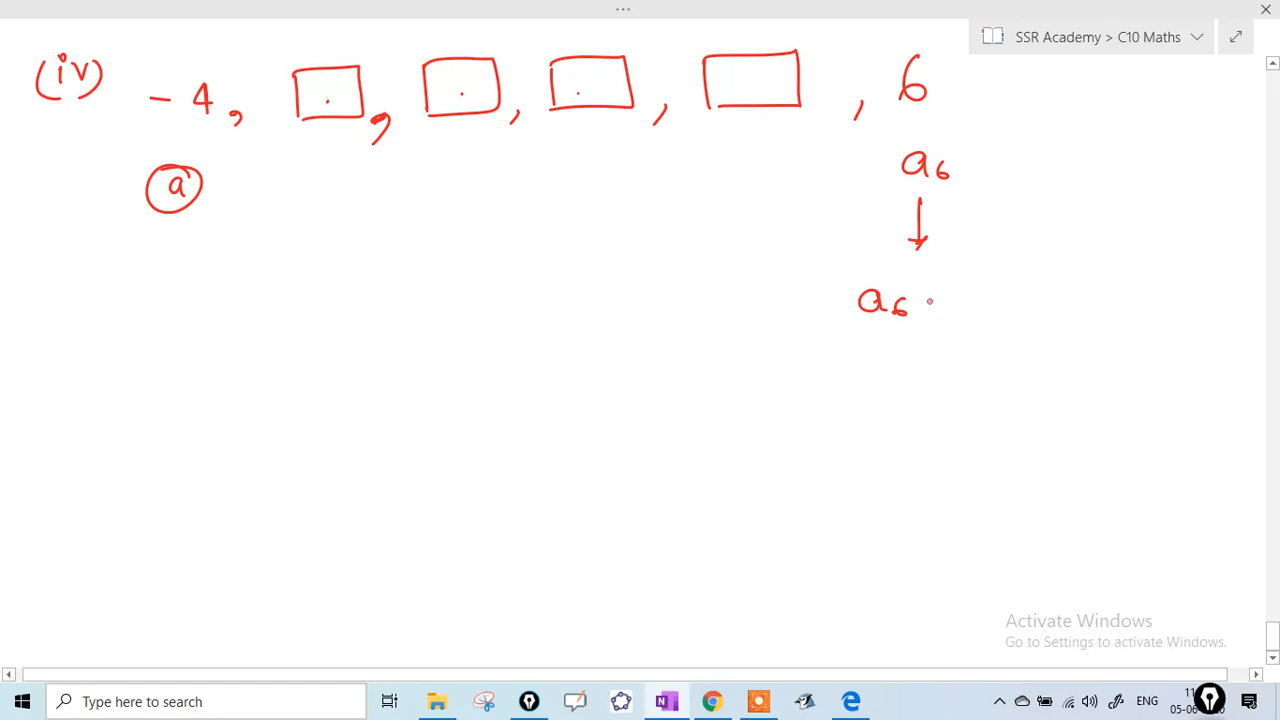 SSR Academy > C10 Maths
(iv) -4, , , , , 6
a a6
a6
Activate Windows
Go to Settings to activate Windows.
Type here to search
ENG